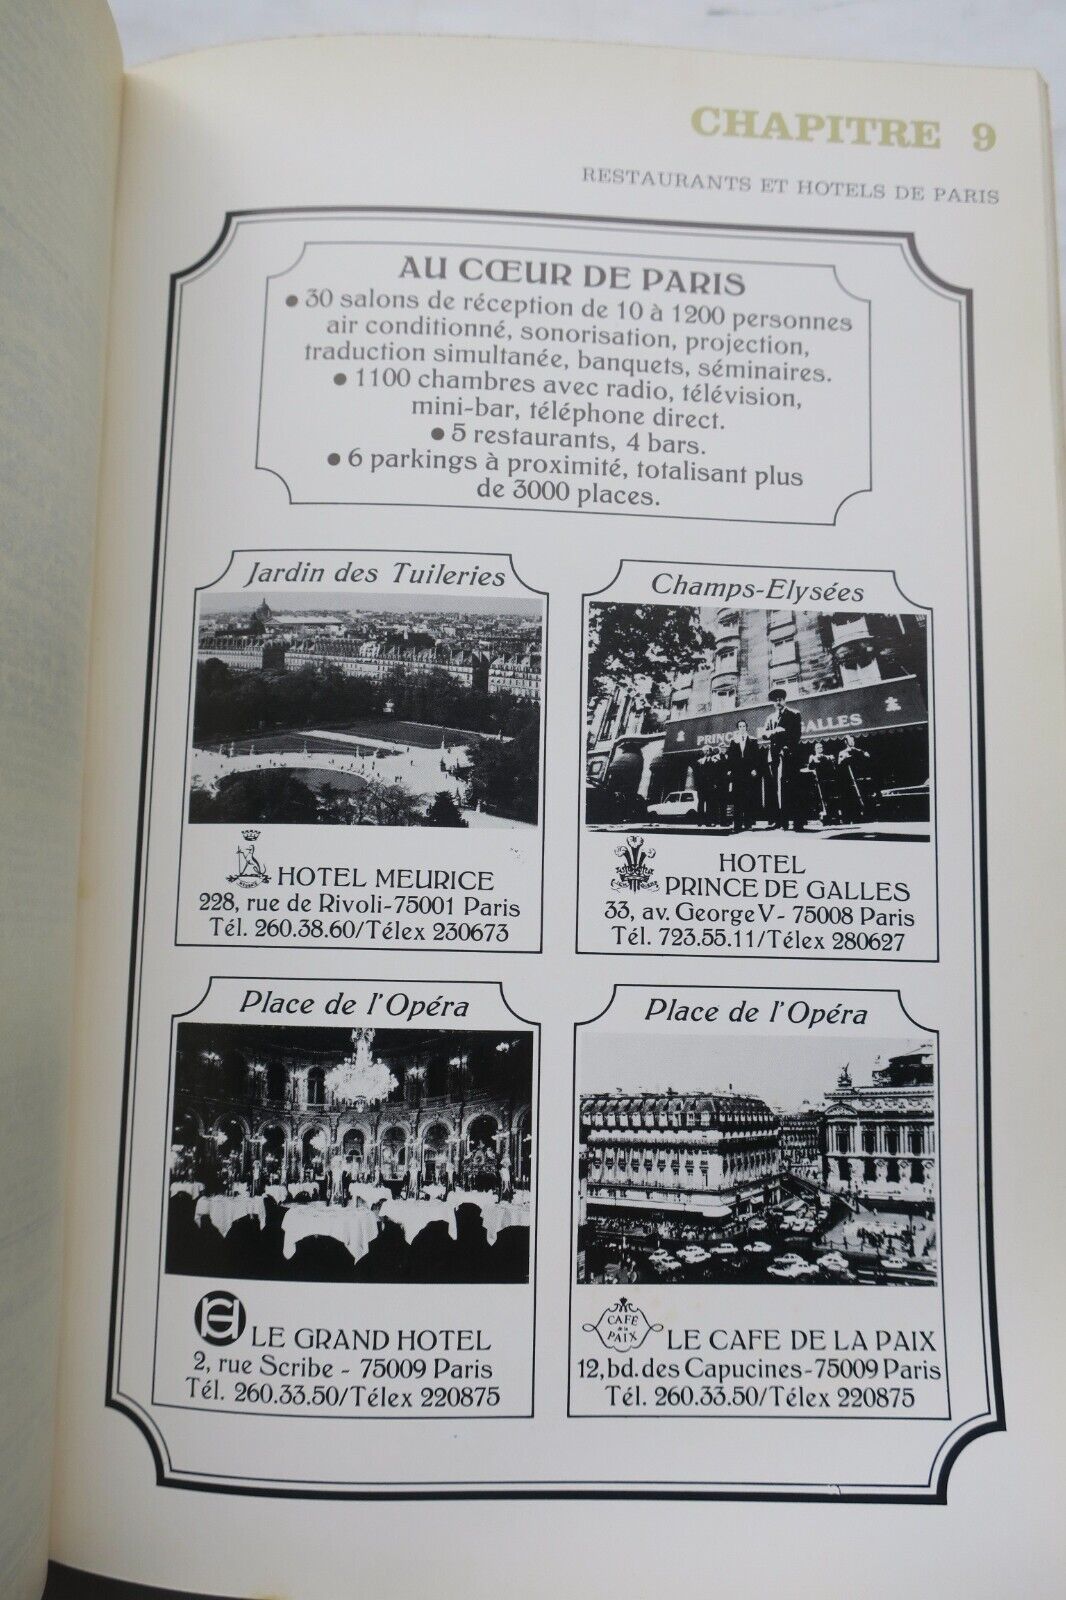 CHAPITRE 9
RESTAURANTS ET HOTELS DE PARIS
AU CŒUR DE PARIS
● 30 salons de réception de 10 à 1200 personnes
air conditionné, sonorisation, projection,
traduction simultanée, banquets, séminaires.
● 1100 chambres avec radio, télévision,
mini-bar, téléphone direct.
● 5 restaurants, 4 bars.
● 6 parkings à proximité, totalisant plus
de 3000 places.
Jardin des Tuileries
HOTEL MEURICE
228, rue de Rivoli-75001 Paris
Tél. 260.38.60/Télex 230673
Champs-Elysées
PRINCE GALLES
HOTEL
PRINCE DE GALLES
33, av. George V - 75008 Paris
Tél. 723.55.11/Télex 280627
Place de l'Opéra
LE GRAND HOTEL
2, rue Scribe - 75009 Paris
Tél. 260.33.50/Télex 220875
Place de l'Opéra
CAFÉ
de la
PAIX
LE CAFE DE LA PAIX
12, bd. des Capucines-75009 Paris
Tél. 260.33.50/Télex 220875